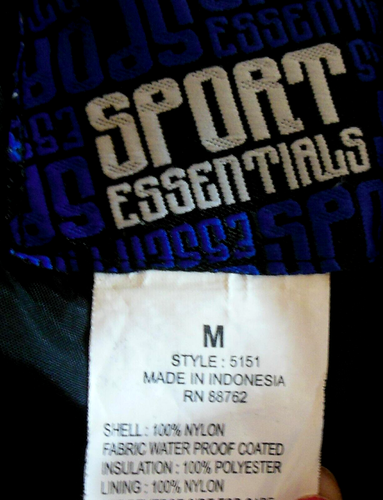 SPORT
ESSENTIALS
M
STYLE : 5151
MADE IN INDONESIA
RN 88762
SHELL : 100% NYLON
FABRIC WATER PROOF COATED
INSULATION : 100% POLYESTER
LINING : 100% NYLON